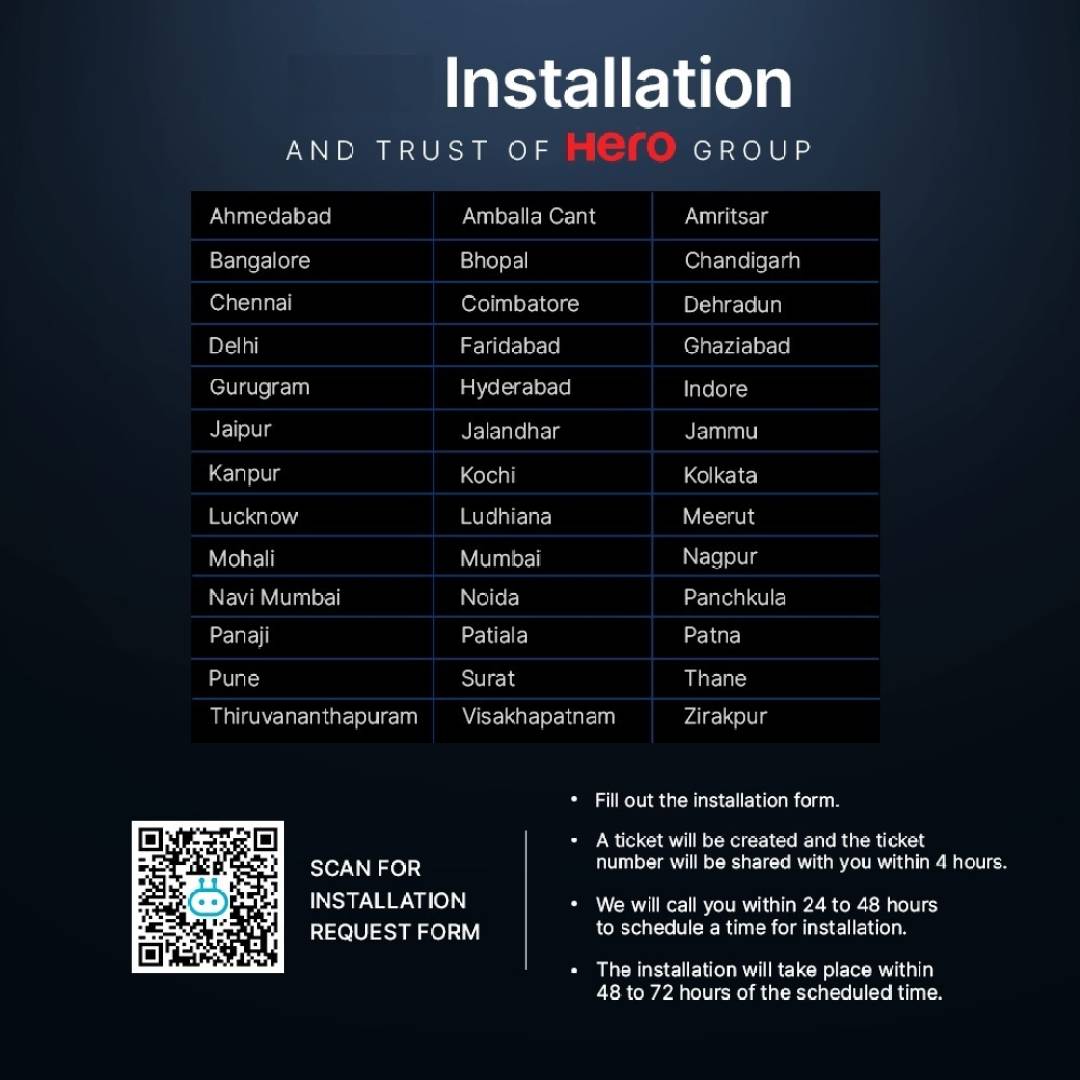 Installation
AND TRUST OF Hero GROUP
Ahmedabad Amballa Cant Amritsar
Bangalore Bhopal Chandigarh
Chennai Coimbatore Dehradun
Delhi Faridabad Ghaziabad
Gurugram Hyderabad Indore
Jaipur Jalandhar Jammu
Kanpur Kochi Kolkata
Lucknow Ludhiana Meerut
Mohali Mumbai Nagpur
Navi Mumbai Noida Panchkula
Panaji Patiala Patna
Pune Surat Thane
Thiruvananthapuram Visakhapatnam Zirakpur
SCAN FOR
INSTALLATION
REQUEST FORM
• Fill out the installation form.
• A ticket will be created and the ticket
number will be shared with you within 4 hours.
• We will call you within 24 to 48 hours
to schedule a time for installation.
• The installation will take place within
48 to 72 hours of the scheduled time.